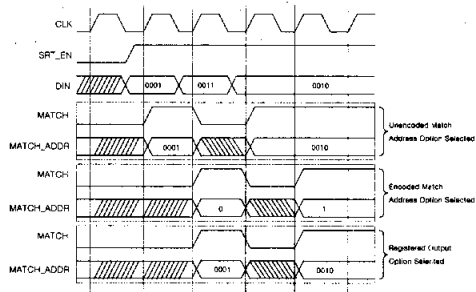 CLK
SRT_EN
DIN 0001 0011 0010
MATCH
Unencoded Match
MATCH_ADDR 0001 0010
Address Option Selected
MATCH
Encoded Match
MATCH_ADDR 0 1
Address Option Selected
MATCH
Registered Output
MATCH_ADDR 0001 0010
Option Selected